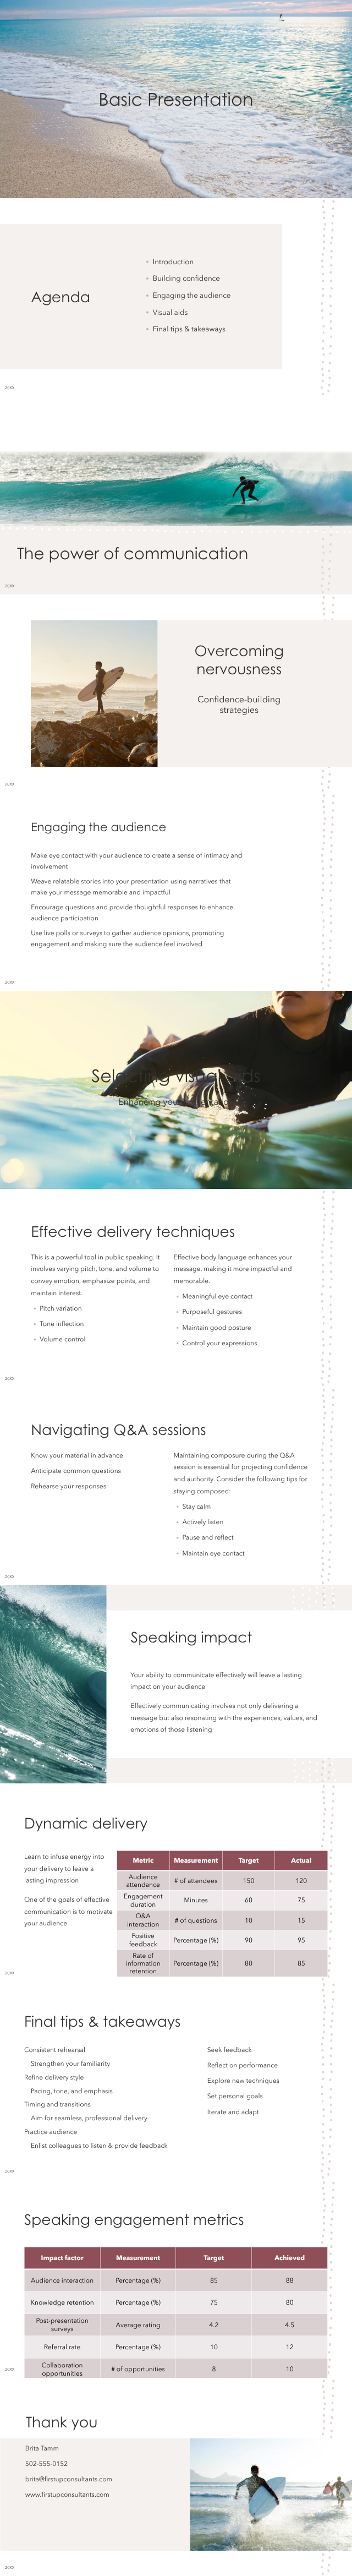 Basic Presentation
Agenda
Introduction
Building confidence
Engaging the audience
Visual aids
Final tips & takeaways
20XX
The power of communication
20XX
Overcoming
nervousness
Confidence-building
strategies
20XX
Engaging the audience
Make eye contact with your audience to create a sense of intimacy and
involvement
Weave relatable stories into your presentation using narratives that
make your message memorable and impactful
Encourage questions and provide thoughtful responses to enhance
audience participation
Use live polls or surveys to gather audience opinions, promoting
engagement and making sure the audience feel involved
20XX
Selecting visual aids
Enhancing your
Effective delivery techniques
This is a powerful tool in public speaking. It
involves varying pitch, tone, and volume to
convey emotion, emphasize points, and
maintain interest.
Pitch variation
Tone inflection
Volume control
Effective body language enhances your
message, making it more impactful and
memorable.
Meaningful eye contact
Purposeful gestures
Maintain good posture
Control your expressions
20XX
Navigating Q&A sessions
Know your material in advance
Anticipate common questions
Rehearse your responses
Maintaining composure during the Q&A
session is essential for projecting confidence
and authority. Consider the following tips for
staying composed:
Stay calm
Actively listen
Pause and reflect
Maintain eye contact
20XX
Speaking impact
Your ability to communicate effectively will leave a lasting
impact on your audience
Effectively communicating involves not only delivering a
message but also resonating with the experiences, values, and
emotions of those listening
Dynamic delivery
Learn to infuse energy into
your delivery to leave a
lasting impression
One of the goals of effective
communication is to motivate
your audience
Metric Measurement Target Actual
Audience
attendance # of attendees 150 120
Engagement
duration Minutes 60 75
Q&A
interaction # of questions 10 15
Positive
feedback Percentage (%) 90 95
Rate of
information
retention Percentage (%) 80 85
20XX
Final tips & takeaways
Consistent rehearsal
Strengthen your familiarity
Refine delivery style
Pacing, tone, and emphasis
Timing and transitions
Aim for seamless, professional delivery
Practice audience
Enlist colleagues to listen & provide feedback
Seek feedback
Reflect on performance
Explore new techniques
Set personal goals
Iterate and adapt
20XX
Speaking engagement metrics
Impact factor Measurement Target Achieved
Audience interaction Percentage (%) 85 88
Knowledge retention Percentage (%) 75 80
Post-presentation
surveys Average rating 4.2 4.5
Referral rate Percentage (%) 10 12
Collaboration
opportunities # of opportunities 8 10
20XX
Thank you
Brita Tamm
502-555-0152
brita@firstupconsultants.com
www.firstupconsultants.com
20XX